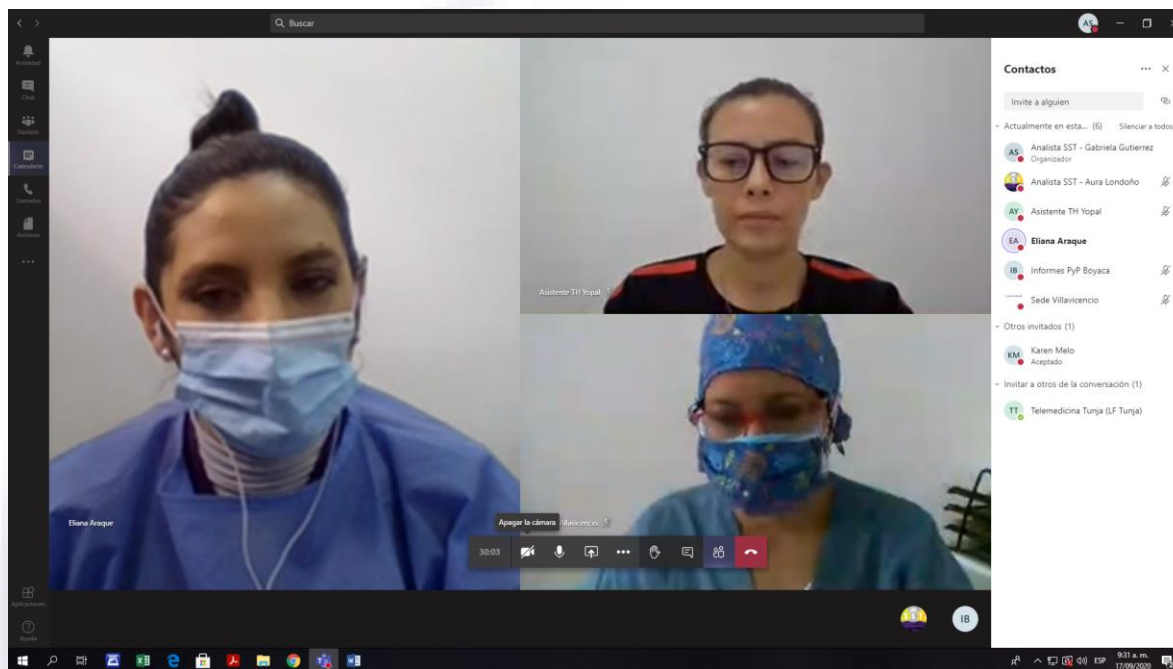 Buscar
AS
Actividad
Chat
Equipos
Calendario
Llamadas
Archivos
Aplicaciones
Ayuda
Asistente TH Yopal
Eliana Araque
Villavicencio
Apagar la cámara
30:03
IB
Contactos
Invite a alguien
Actualmente en esta... (6) Silenciar a todos
AS Analista SST - Gabriela Gutierrez
Organizador
Analista SST - Aura Londoño
AY Asistente TH Yopal
EA Eliana Araque
IB Informes PyP Boyaca
Sede Villavicencio
Otros invitados (1)
KM Karen Melo
Aceptado
Invitar a otros de la conversación (1)
TT Telemedicina Tunja (LF Tunja)
ESP
9:31 a. m.
17/09/2020